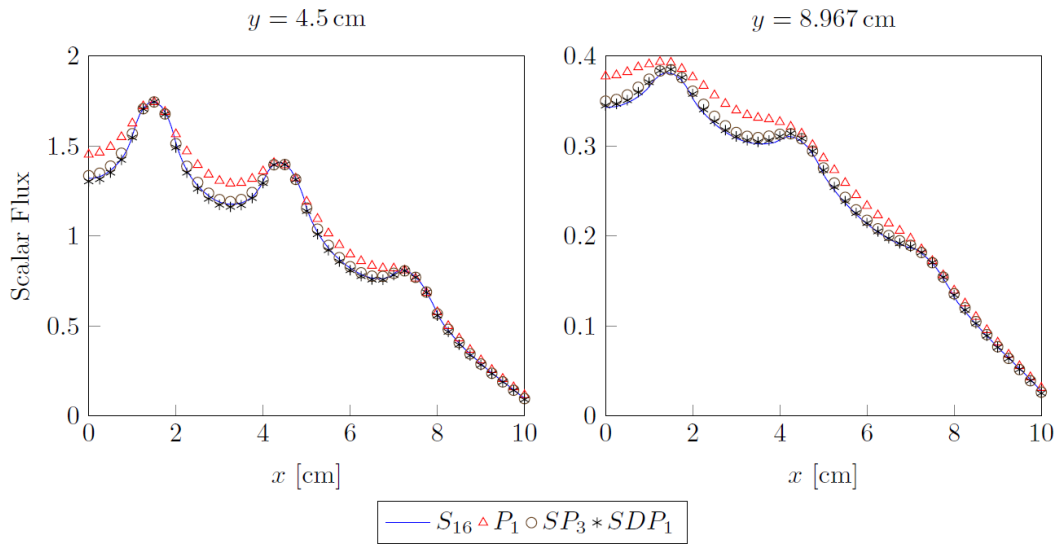 y = 4.5 cm
y = 8.967 cm
Scalar Flux
2
1.5
1
0.5
0
0 2 4 6 8 10
x [cm]
0.4
0.3
0.2
0.1
0
0 2 4 6 8 10
x [cm]
S₁₆ P₁ SP₃ SDP₁